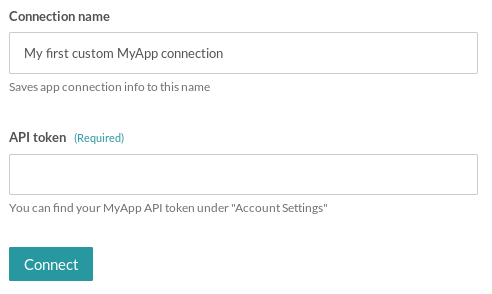 Connection name
My first custom MyApp connection
Saves app connection info to this name
API token (Required)
You can find your MyApp API token under "Account Settings"
Connect